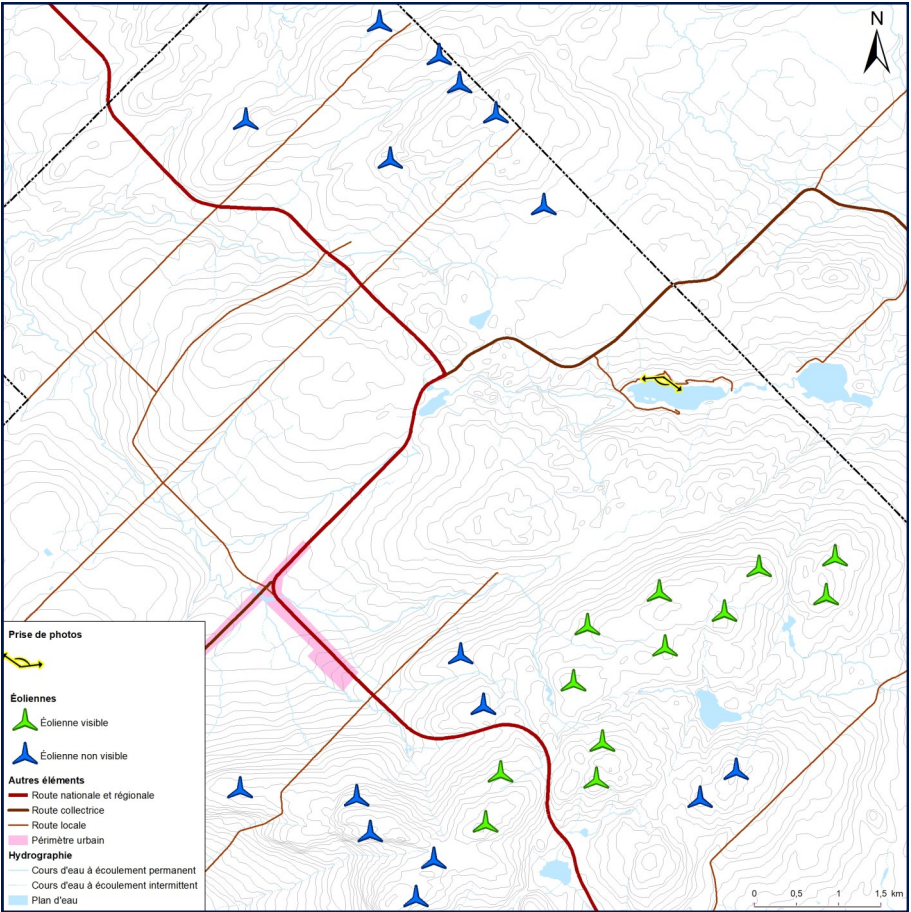 N
Prise de photos
Éoliennes
Éolienne visible
Éolienne non visible
Autres éléments
Route nationale et régionale
Route collectrice
Route locale
Périmètre urbain
Hydrographie
Cours d'eau à écoulement permanent
Cours d'eau à écoulement intermittent
Plan d'eau
0 0,5 1 1,5 km